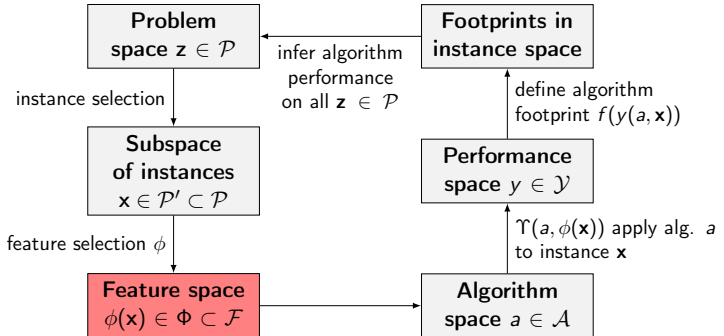 Problem
space z ∈ 𝒫
Footprints in
instance space
infer algorithm
performance
on all z ∈ 𝒫
instance selection
define algorithm
footprint f(y(a, x))
Subspace
of instances
x ∈ 𝒫′ ⊂ 𝒫
Performance
space y ∈ 𝒴
feature selection ϕ
ϒ(a, ϕ(x)) apply alg. a
to instance x
Feature space
ϕ(x) ∈ Φ ⊂ ℱ
Algorithm
space a ∈ 𝒜